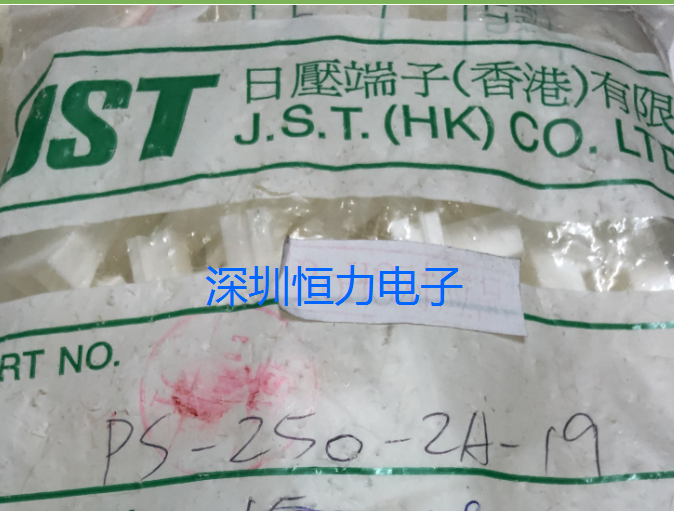 JST
日壓端子(香港)有限
J.S.T. (HK) CO. LTD
深圳恒力电子
RT NO.
PS-250-2A-19